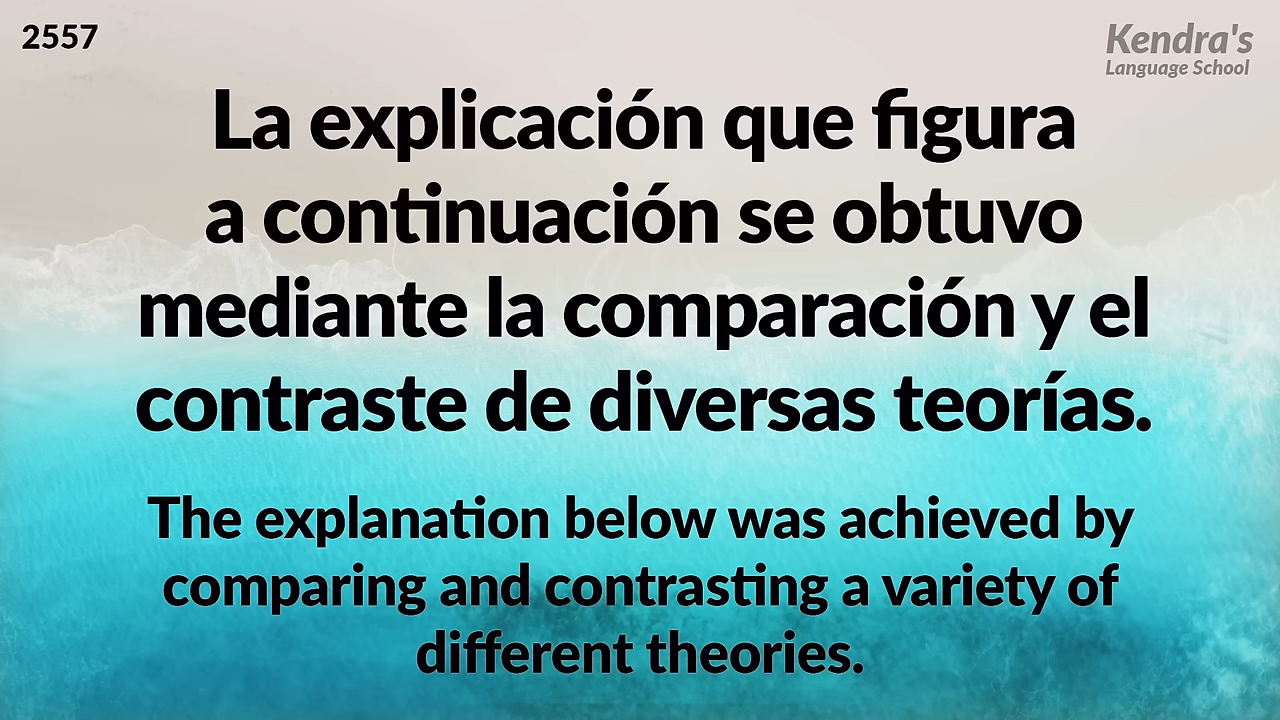 2557
Kendra's
Language School
La explicación que figura
a continuación se obtuvo
mediante la comparación y el
contraste de diversas teorías.
The explanation below was achieved by
comparing and contrasting a variety of
different theories.